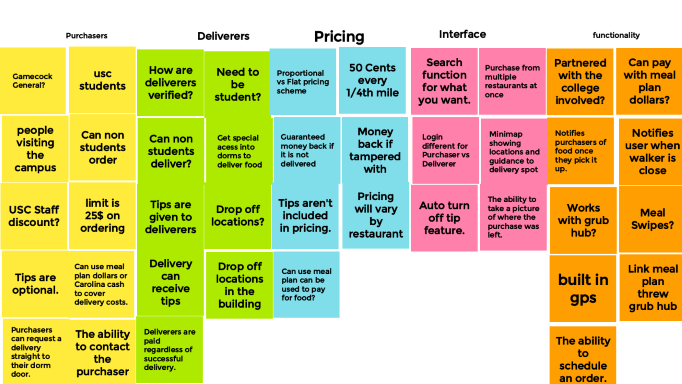 Purchasers
Deliverers
Pricing
Interface
functionality
Gamecock
General?
usc
students
people
visiting
the
campus
Can non
students
order
USC Staff
discount?
limit is
25$ on
ordering
Tips are
optional.
Can use meal
plan dollars or
Carolina cash
to cover
delivery costs.
Purchasers
can request a
delivery
straight to
their dorm
door.
The ability
to contact
the
purchaser
How are
deliverers
verified?
Need to
be
student?
Can non
students
deliver?
Get special
acess into
dorms to
deliver food
Tips are
given to
deliverers
Drop off
locations?
Delivery
can
receive
tips
Drop off
locations
in the
building
Deliverers are
paid
regardless of
successful
delivery.
Proportional
vs Flat pricing
scheme
50 Cents
every
1/4th mile
Guaranteed
money back if
it is not
delivered
Money
back if
tampered
with
Tips aren't
included
in pricing.
Pricing
will vary
by
restaurant
Can use meal
plan can be
used to pay
for food?
Search
function
for what
you want.
Purchase from
multiple
restaurants at
once
Login
different for
Purchaser vs
Deliverer
Minimap
showing
locations and
guidance to
delivery spot
Auto turn
off tip
feature.
The ability to
take a picture
of where the
purchase was
left.
Partnered
with the
college
involved?
Can pay
with meal
plan
dollars?
Notifies
purchasers of
food once
they pick it
up.
Notifies
user when
walker is
close
Works
with grub
hub?
Meal
Swipes?
built in
gps
Link meal
plan
threw
grub hub
The ability
to
schedule
an order.